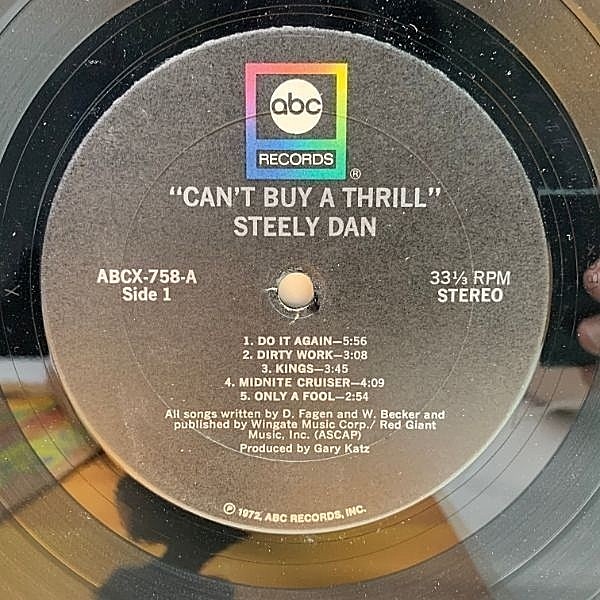 abc
RECORDS
®
"CAN'T BUY A THRILL"
STEELY DAN
ABCX-758-A
Side 1
33⅓ RPM
STEREO
1. DO IT AGAIN—5:56
2. DIRTY WORK—3:08
3. KINGS—3:45
4. MIDNITE CRUISER—4:09
5. ONLY A FOOL—2:54
All songs written by D. Fagen and W. Becker and
published by Wingate Music Corp./ Red Giant
Music, Inc. (ASCAP)
Produced by Gary Katz
℗ 1972, ABC RECORDS, INC.